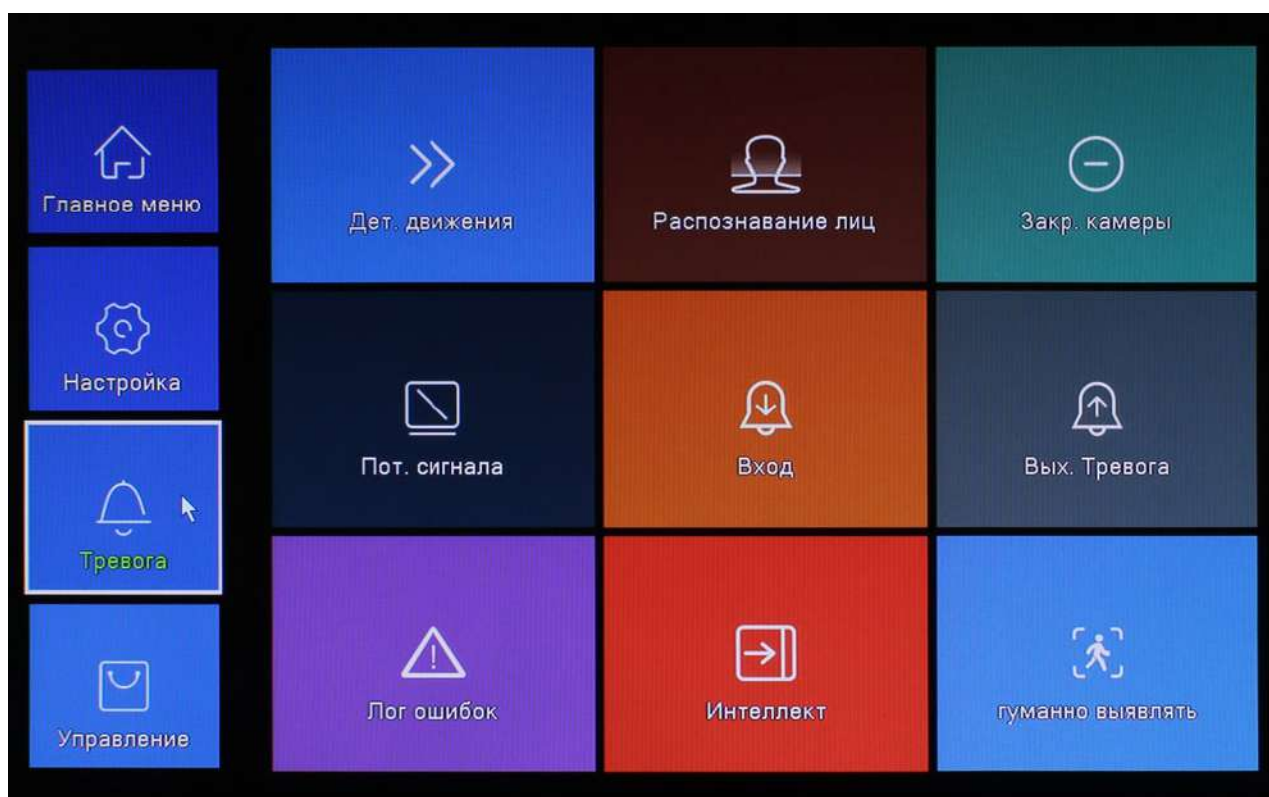 Главное меню
Настройка
Тревога
Управление
Дет. движения
Распознавание лиц
Закр. камеры
Пот. сигнала
Вход
Вых. Тревога
Лог ошибок
Интеллект
гуманно выявлять